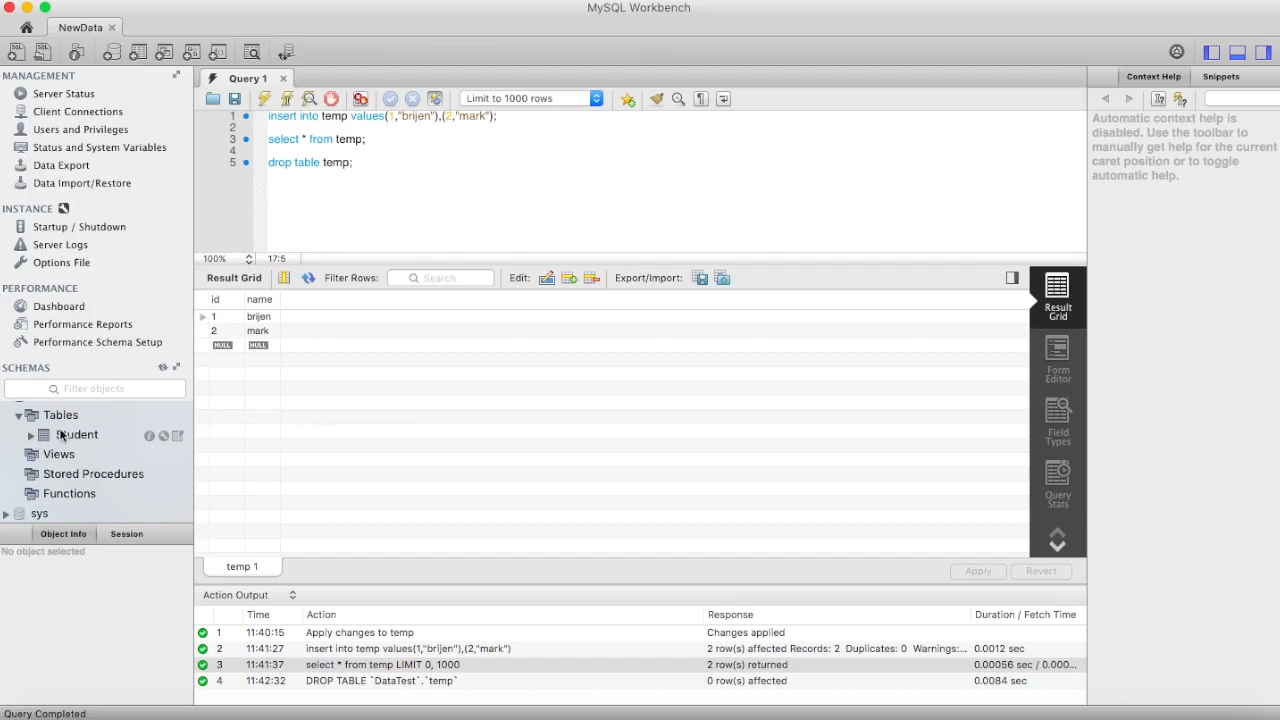 MySQL Workbench
NewData
MANAGEMENT
Server Status
Client Connections
Users and Privileges
Status and System Variables
Data Export
Data Import/Restore
INSTANCE
Startup / Shutdown
Server Logs
Options File
PERFORMANCE
Dashboard
Performance Reports
Performance Schema Setup
SCHEMAS
Filter objects
Tables
Student
Views
Stored Procedures
Functions
sys
Object Info Session
No object selected
Query 1
Limit to 1000 rows
1 insert into temp values(1,"brijen"),(2,"mark");
2
3 select * from temp;
4
5 drop table temp;
100% 17:5
Result Grid Filter Rows: Search Edit: Export/Import:
id name
1 brijen
2 mark
NULL NULL
Result Grid
Form Editor
Field Types
Query Stats
temp 1
Apply Revert
Action Output
Time Action Response Duration / Fetch Time
1 11:40:15 Apply changes to temp Changes applied
2 11:41:27 insert into temp values(1,"brijen"),(2,"mark") 2 row(s) affected Records: 2 Duplicates: 0 Warnings:... 0.0012 sec
3 11:41:37 select * from temp LIMIT 0, 1000 2 row(s) returned 0.00056 sec / 0.000...
4 11:42:32 DROP TABLE `DataTest`.`temp` 0 row(s) affected 0.0084 sec
Context Help Snippets
Automatic context help is
disabled. Use the toolbar to
manually get help for the current
caret position or to toggle
automatic help.
Query Completed